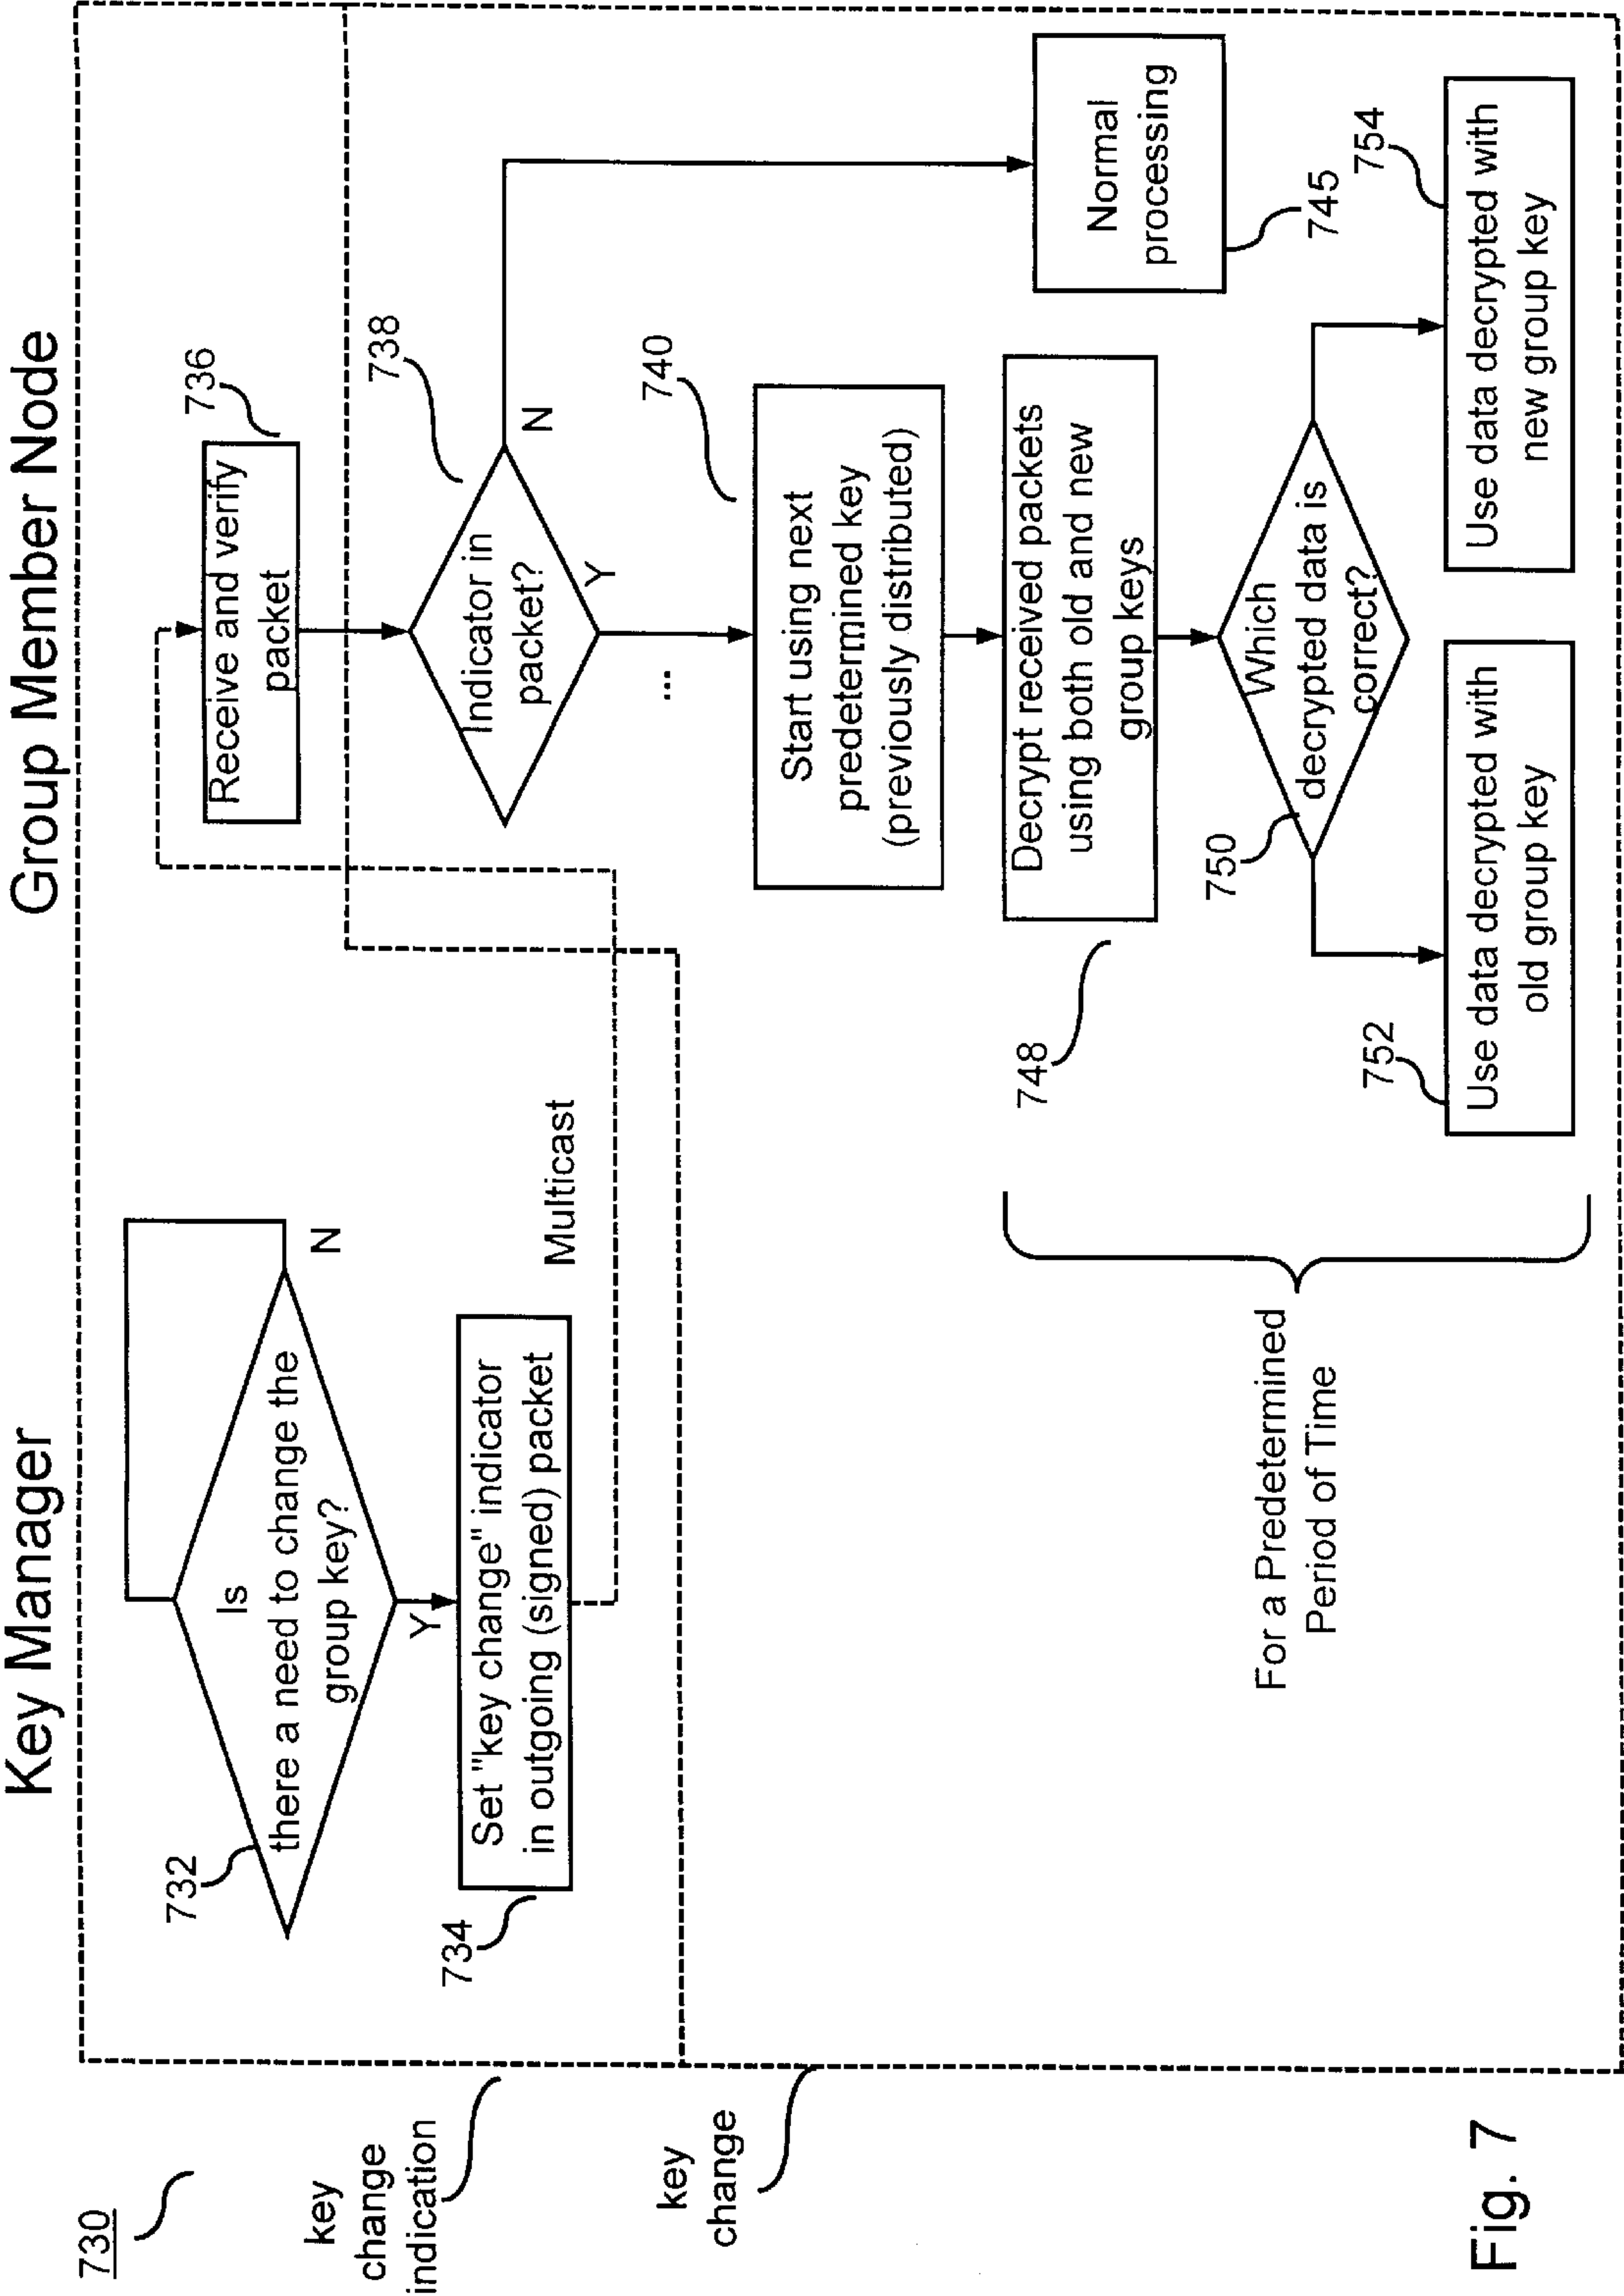 Key Manager
Group Member Node
730
732
Is
there a need to change the
group key?
N
Y
734
Set "key change" indicator
in outgoing (signed) packet
Multicast
key
change
indication
key
change
736
Receive and verify
packet
738
Indicator in
packet?
N
Y
...
740
Start using next
predetermined key
(previously distributed)
Normal
processing
745
748
Decrypt received packets
using both old and new
group keys
750
Which
decrypted data is
correct?
752
Use data decrypted with
old group key
754
Use data decrypted with
new group key
For a Predetermined
Period of Time
Fig. 7